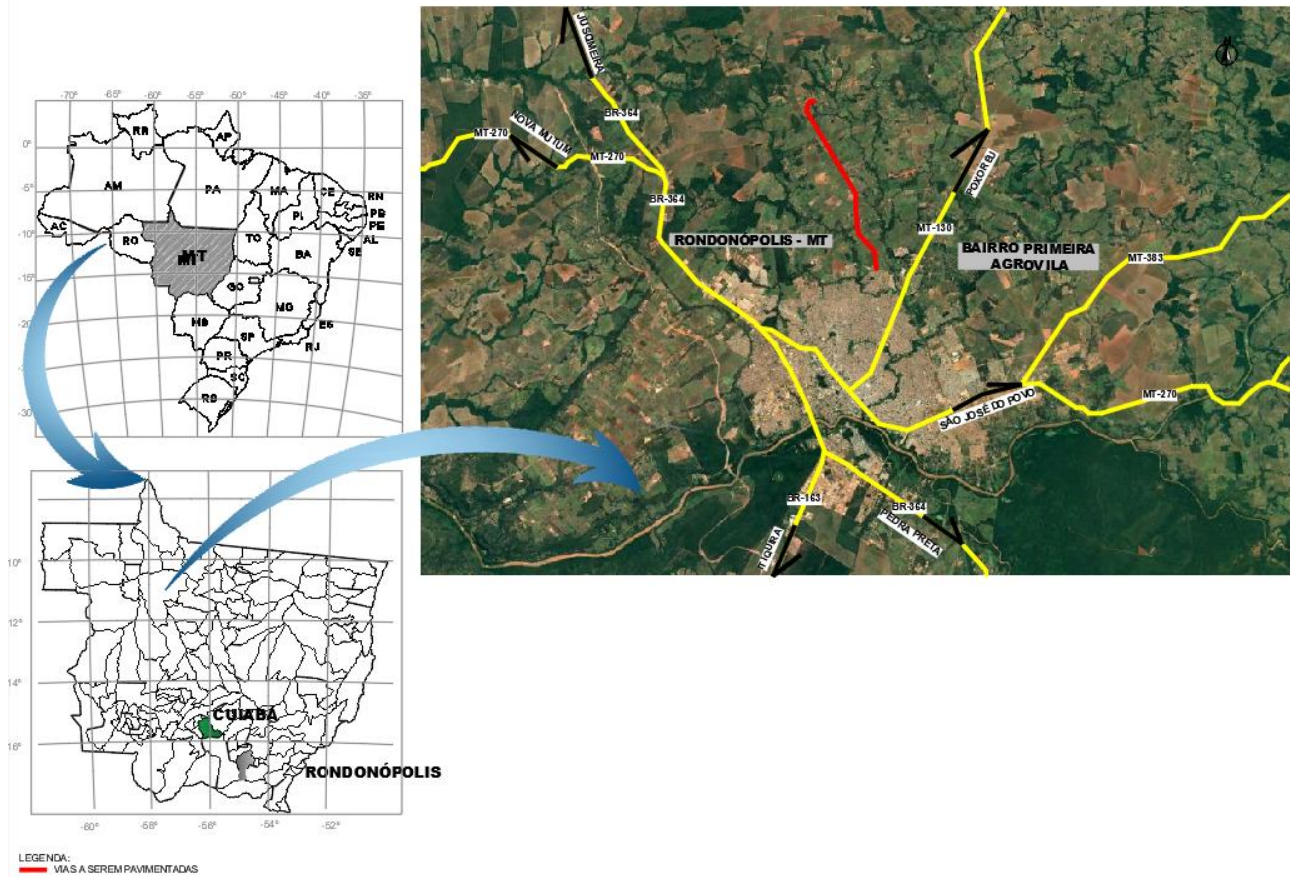 -70°
-65°
-60°
-55°
-50°
-45°
-40°
-35°
0°
-5°
-10°
-15°
-20°
-25°
-30°
RR
AP
AM
PA
MA
CE
RN
PB
PE
AL
SE
PI
AC
RO
TO
BA
MT
GO
MG
ES
RJ
MS
SP
PR
SC
RS
10°
12°
14°
16°
CUIABÁ
RONDONÓPOLIS
-60°
-58°
-56°
-54°
-52°
LEGENDA:
VIAS A SEREM PAVIMENTADAS
JUSCIMEIRA
BR-364
NOVA MUTUM
MT-270
MT-270
BR-364
RONDONÓPOLIS - MT
POXORÉU
MT-130
BAIRRO PRIMEIRA
AGROVILA
MT-383
MT-270
SÃO JOSÉ DO POVO
BR-163
ITIQUIRA
BR-364
PEDRA PRETA
N